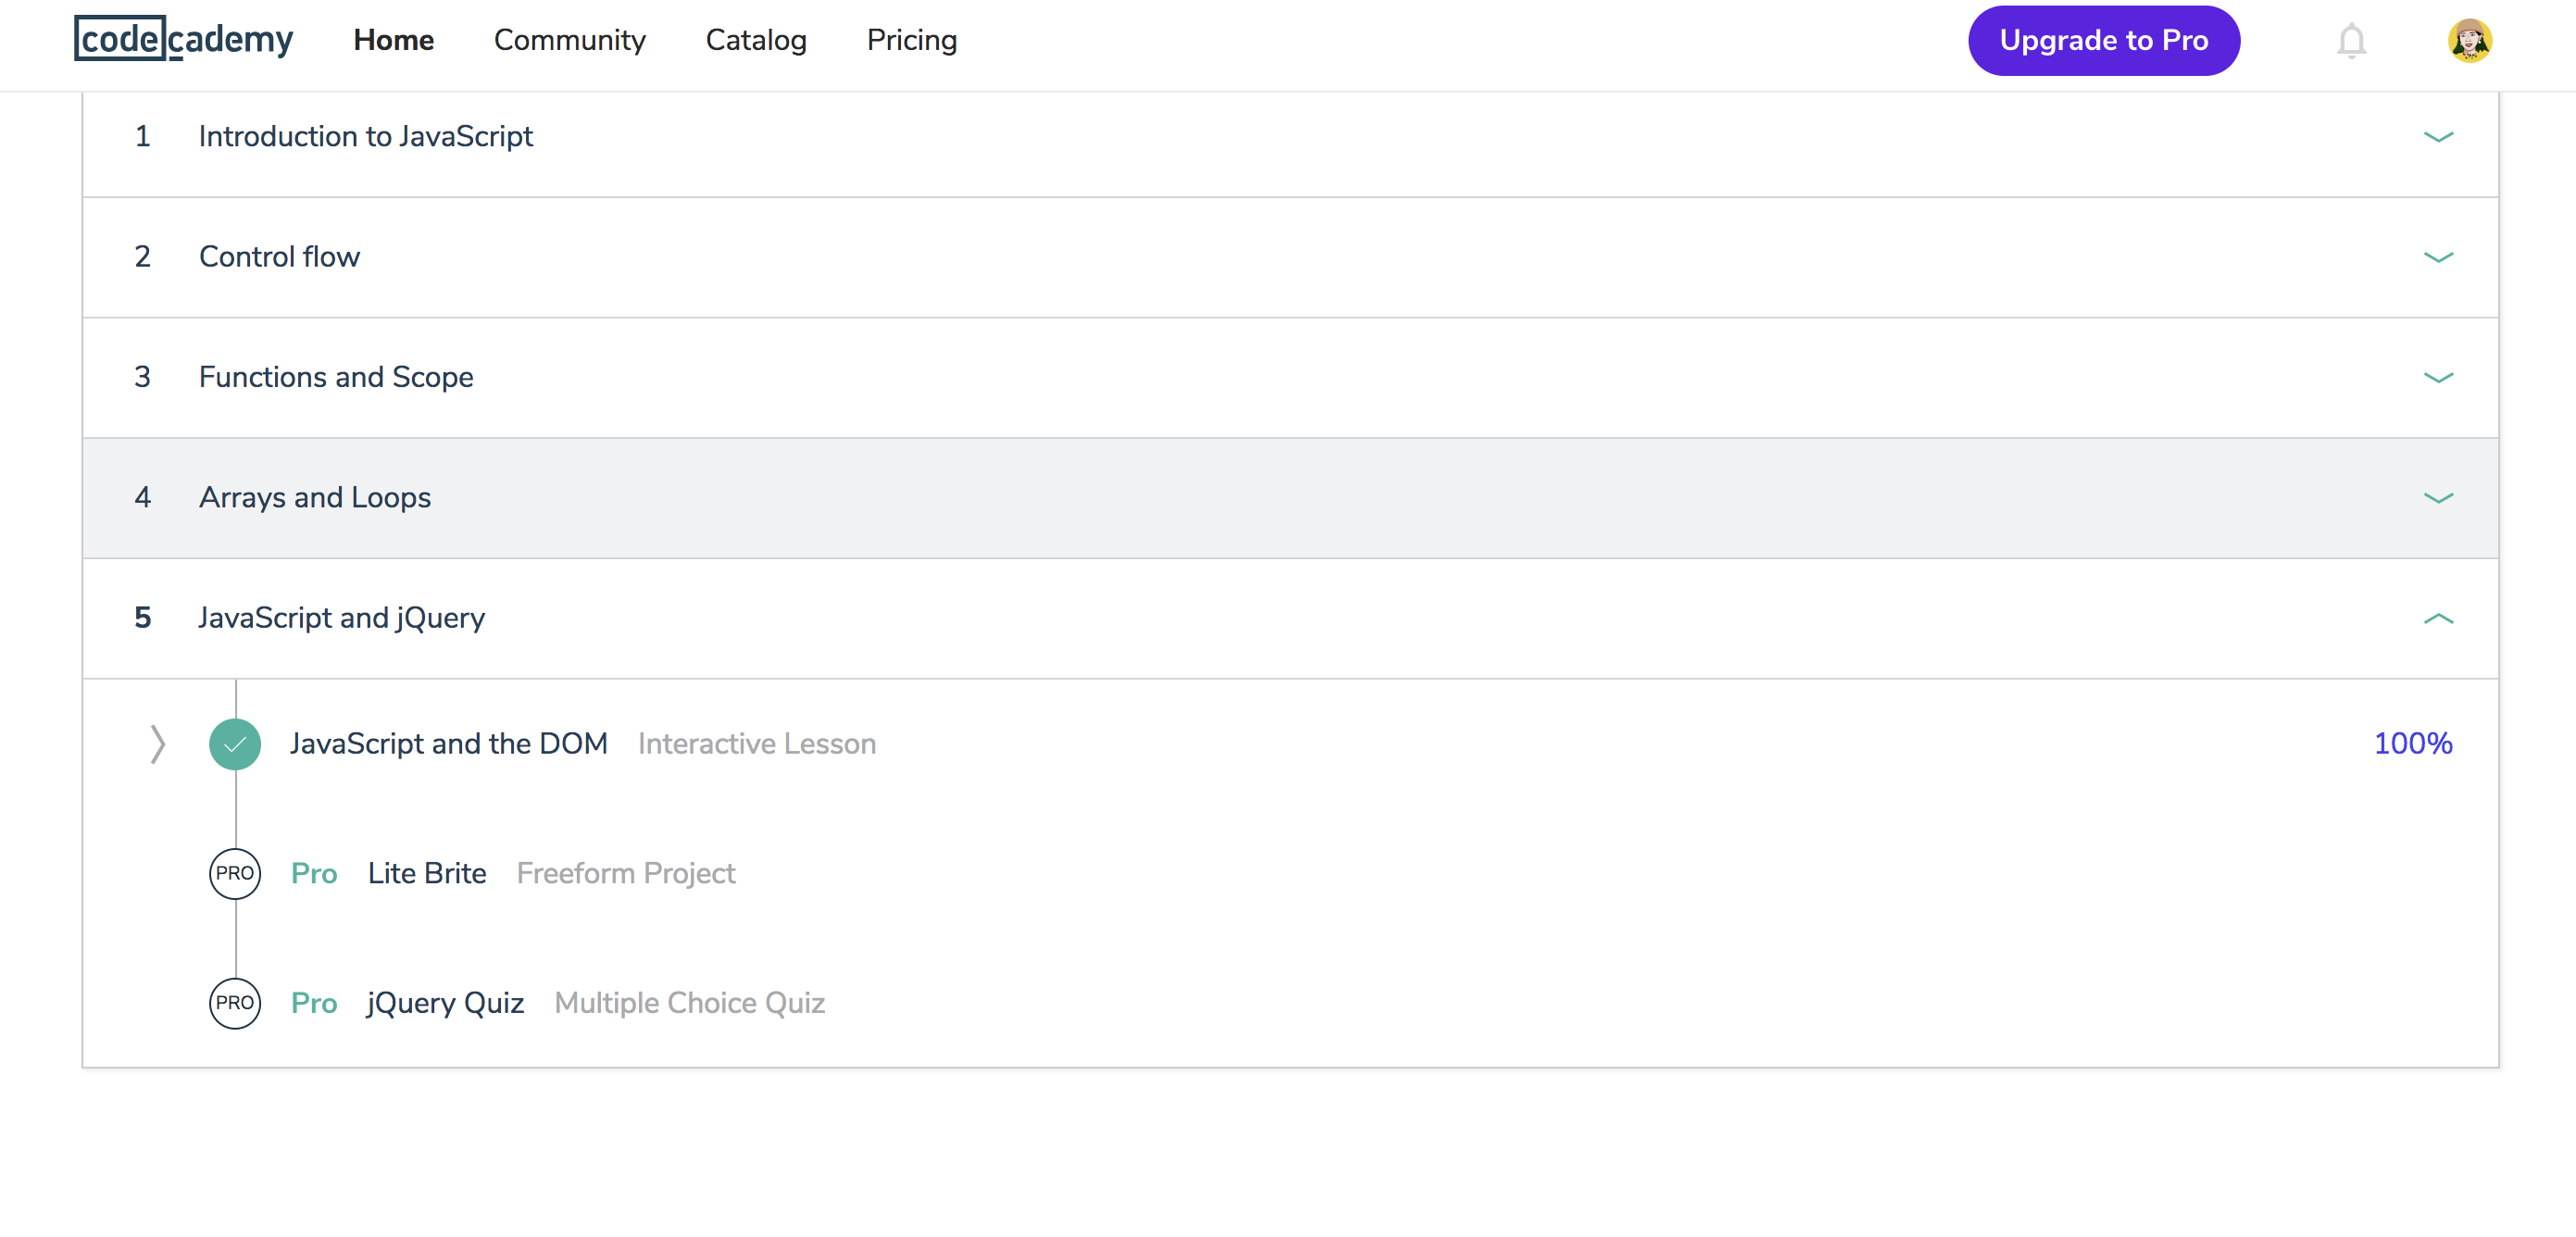 codecademy Home Community Catalog Pricing Upgrade to Pro
1 Introduction to JavaScript
2 Control flow
3 Functions and Scope
4 Arrays and Loops
5 JavaScript and jQuery
JavaScript and the DOM Interactive Lesson 100%
PRO Pro Lite Brite Freeform Project
PRO Pro jQuery Quiz Multiple Choice Quiz